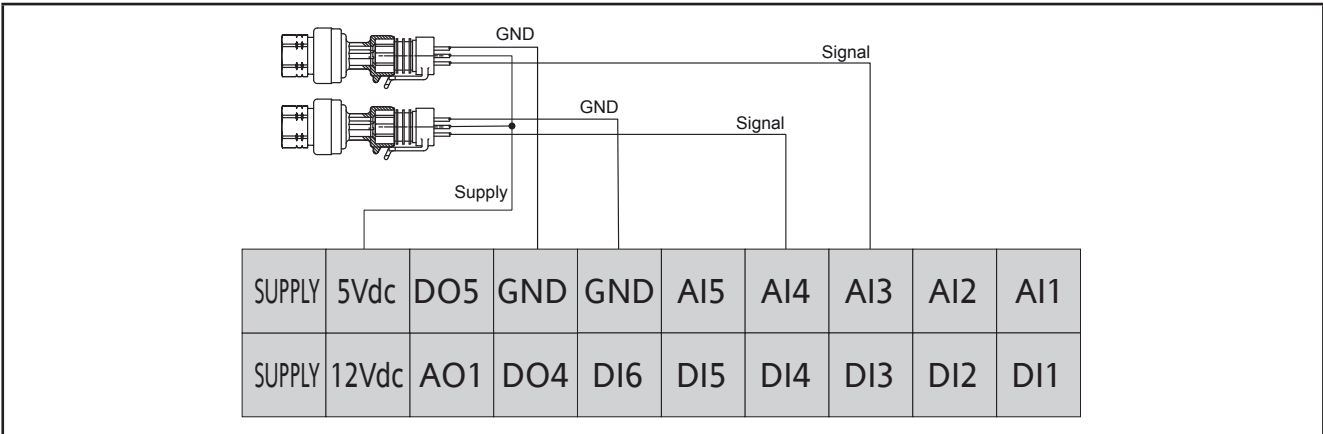 GND
Signal
GND
Signal
Supply
SUPPLY 5Vdc DO5 GND GND AI5 AI4 AI3 AI2 AI1
SUPPLY 12Vdc AO1 DO4 DI6 DI5 DI4 DI3 DI2 DI1